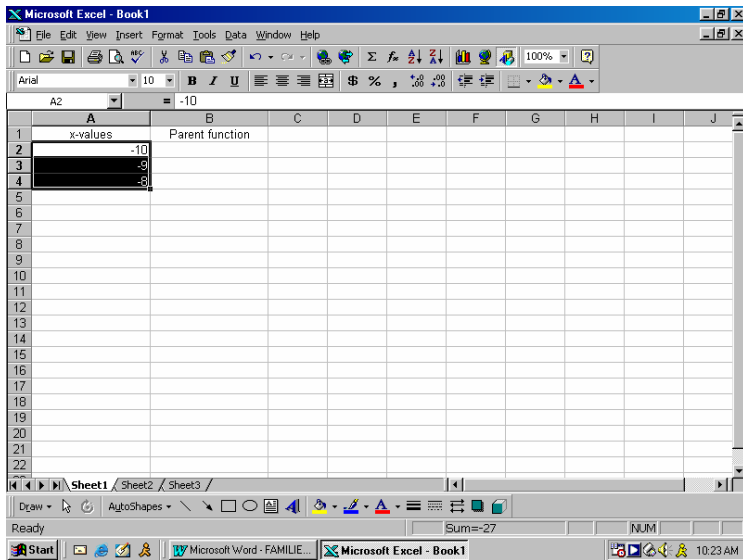 Microsoft Excel - Book1
File Edit View Insert Format Tools Data Window Help
100%
Arial 10 B I U $ % ,
A2 = -10
A B C D E F G H I J
1 x-values Parent function
2 -10
3 -9
4 -8
5
6
7
8
9
10
11
12
13
14
15
16
17
18
19
20
21
22
Sheet1 Sheet2 Sheet3
Draw AutoShapes
Ready Sum=-27 NUM
Start Microsoft Word - FAMILIE... Microsoft Excel - Book1 10:23 AM